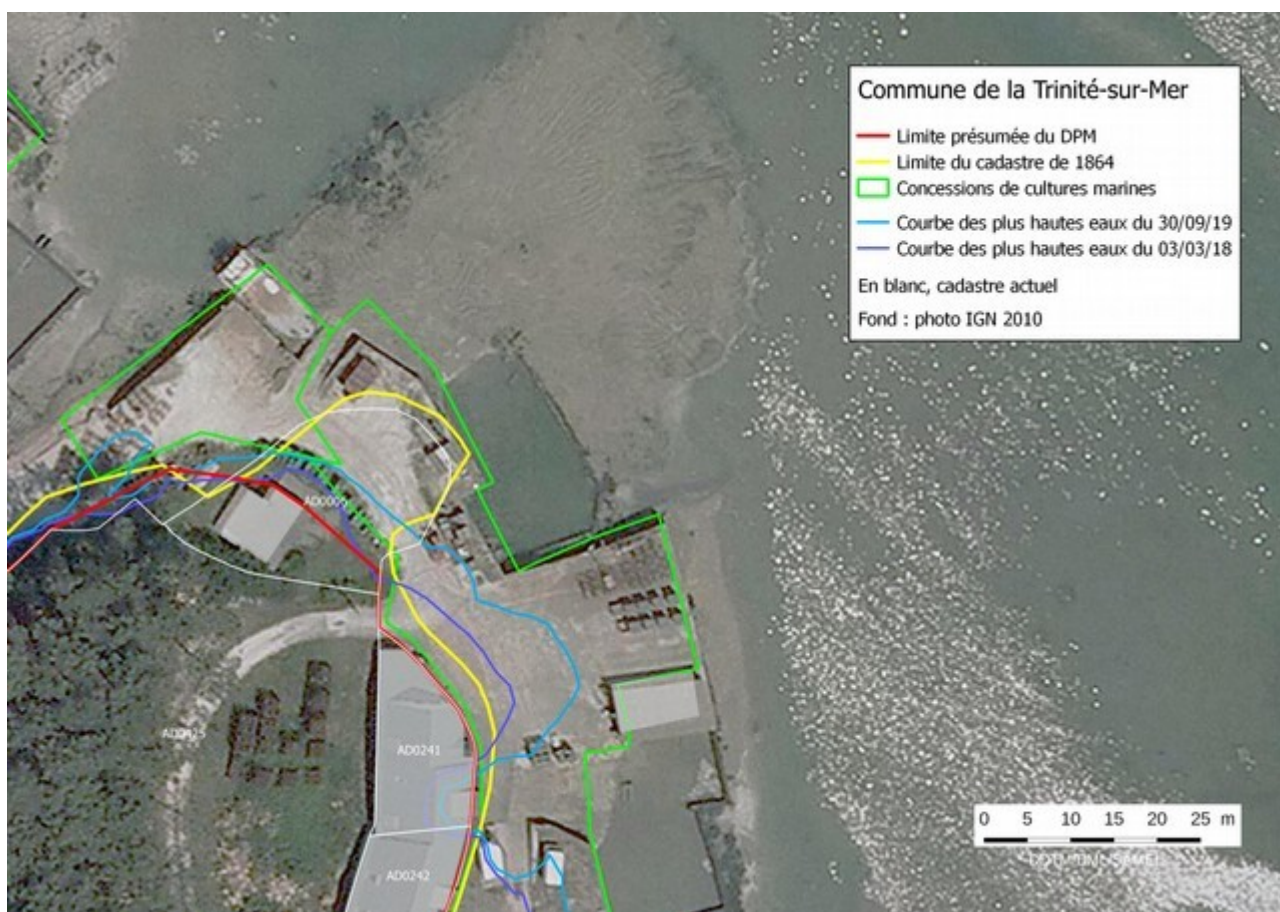 Commune de la Trinité-sur-Mer
Limite présumée du DPM
Limite du cadastre de 1864
Concessions de cultures marines
Courbe des plus hautes eaux du 30/09/19
Courbe des plus hautes eaux du 03/03/18
En blanc, cadastre actuel
Fond : photo IGN 2010
AD0241
AD0242
0 5 10 15 20 25 m